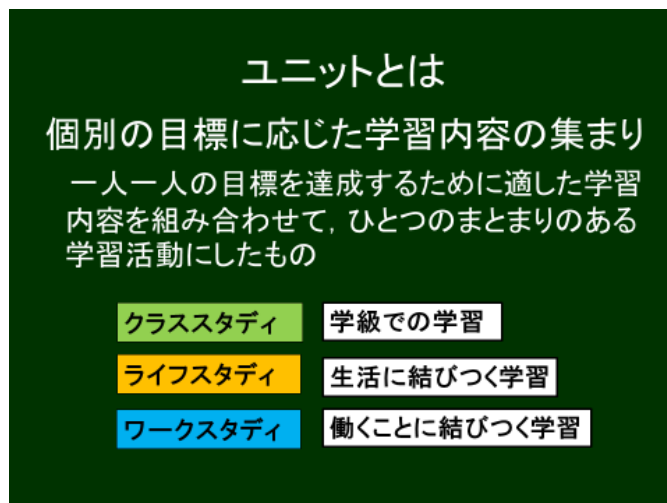 ユニットとは
個別の目標に応じた学習内容の集まり
一人一人の目標を達成するために適した学習
内容を組み合わせて，ひとつのまとまりのある
学習活動にしたもの
クラススタディ 学級での学習
ライフスタディ 生活に結びつく学習
ワークスタディ 働くことに結びつく学習